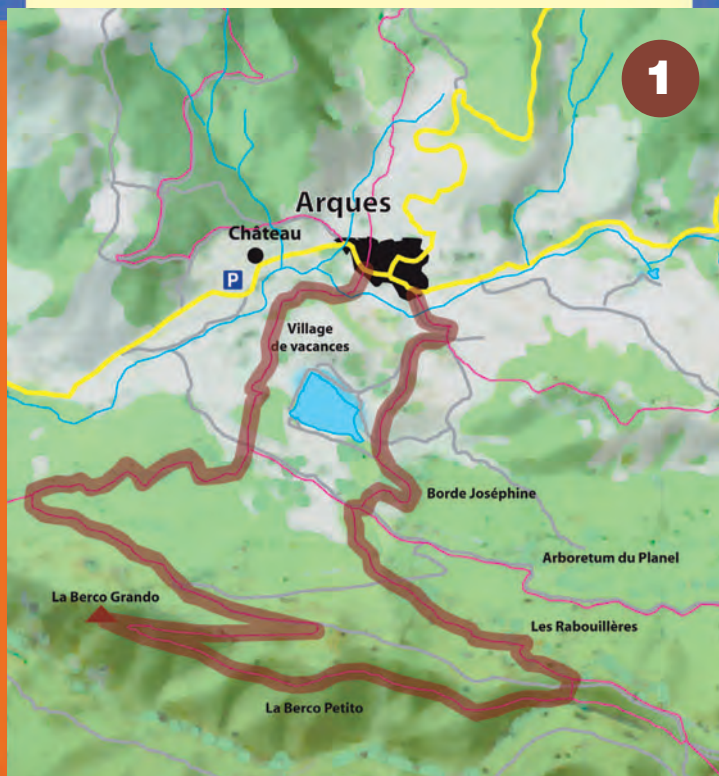 1
Arques
Château
P
Village
de vacances
Borde Joséphine
Arboretum du Planel
La Berco Grando
Les Rabouillères
La Berco Petito